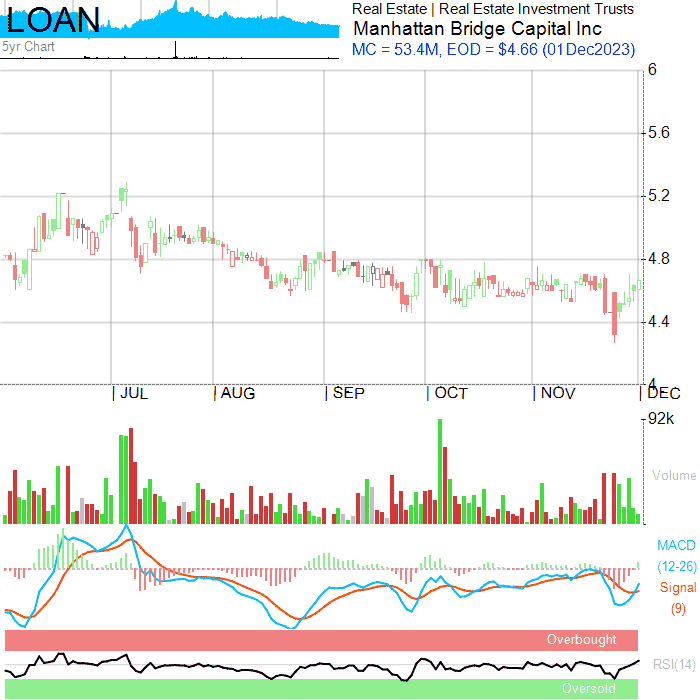 LOAN
Real Estate | Real Estate Investment Trusts
Manhattan Bridge Capital Inc
5yr Chart
MC = 53.4M, EOD = $4.66 (01Dec2023)
6
5.6
5.2
4.8
4.4
4
| JUL | AUG | SEP | OCT | NOV | DEC
92k
Volume
MACD
(12-26)
Signal
(9)
Overbought
RSI(14)
Oversold